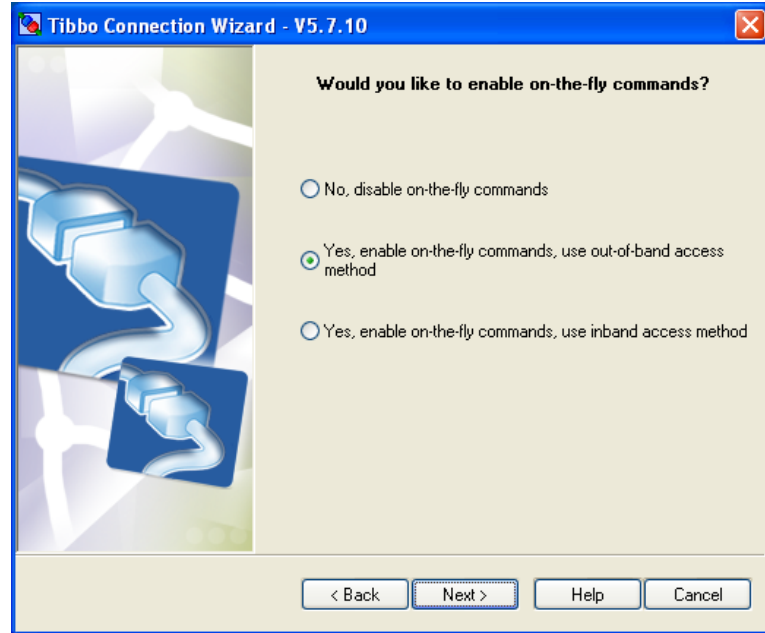 Tibbo Connection Wizard - V5.7.10
Would you like to enable on-the-fly commands?
No, disable on-the-fly commands
Yes, enable on-the-fly commands, use out-of-band access
method
Yes, enable on-the-fly commands, use inband access method
< Back
Next >
Help
Cancel